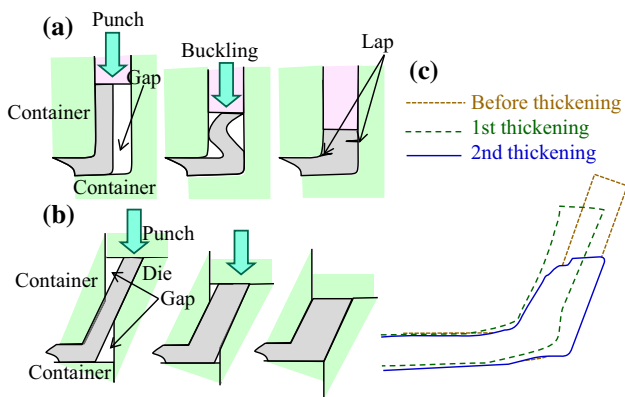 (a)
Punch
Gap
Container
Container
Buckling
Lap
(b)
Punch
Container
Die
Gap
Container
(c)
Before thickening
1st thickening
2nd thickening